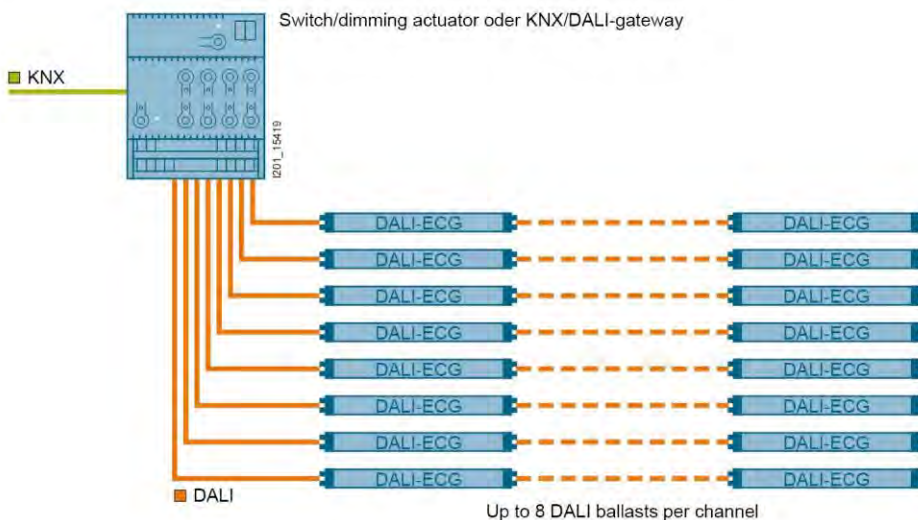 Switch/dimming actuator oder KNX/DALI-gateway
KNX
I201_15419
DALI-ECG DALI-ECG
DALI-ECG DALI-ECG
DALI-ECG DALI-ECG
DALI-ECG DALI-ECG
DALI-ECG DALI-ECG
DALI-ECG DALI-ECG
DALI-ECG DALI-ECG
DALI-ECG DALI-ECG
DALI
Up to 8 DALI ballasts per channel